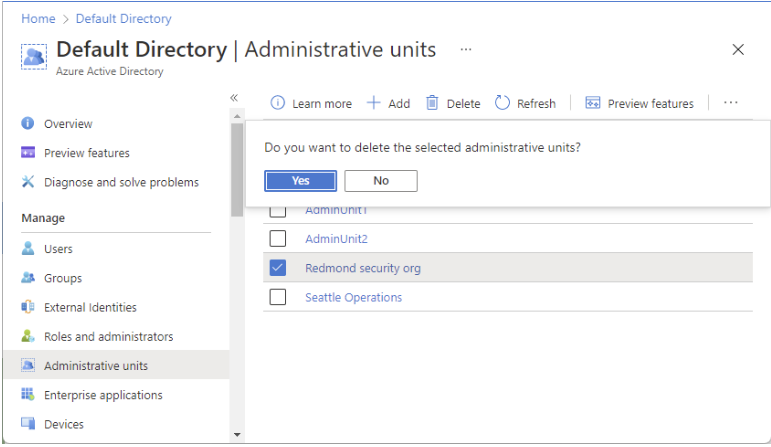 Home > Default Directory
Default Directory | Administrative units ...
Azure Active Directory
Learn more Add Delete Refresh Preview features ...
Overview
Preview features
Diagnose and solve problems
Manage
Users
Groups
External Identities
Roles and administrators
Administrative units
Enterprise applications
Devices
Do you want to delete the selected administrative units?
Yes No
AdminUnit1
AdminUnit2
Redmond security org
Seattle Operations